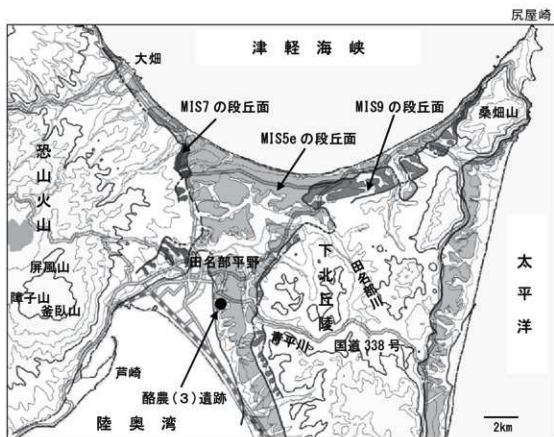 尻屋崎
津軽海峡
大畑
MIS7の段丘面
MIS9の段丘面
桑畑山
MIS5eの段丘面
恐山火山
太平洋
田名部平野
下北丘陵
田名部川
屏風山
障子山
釜臥山
青平川
国道338号
芦崎
酪農(3)遺跡
陸奥湾
2km